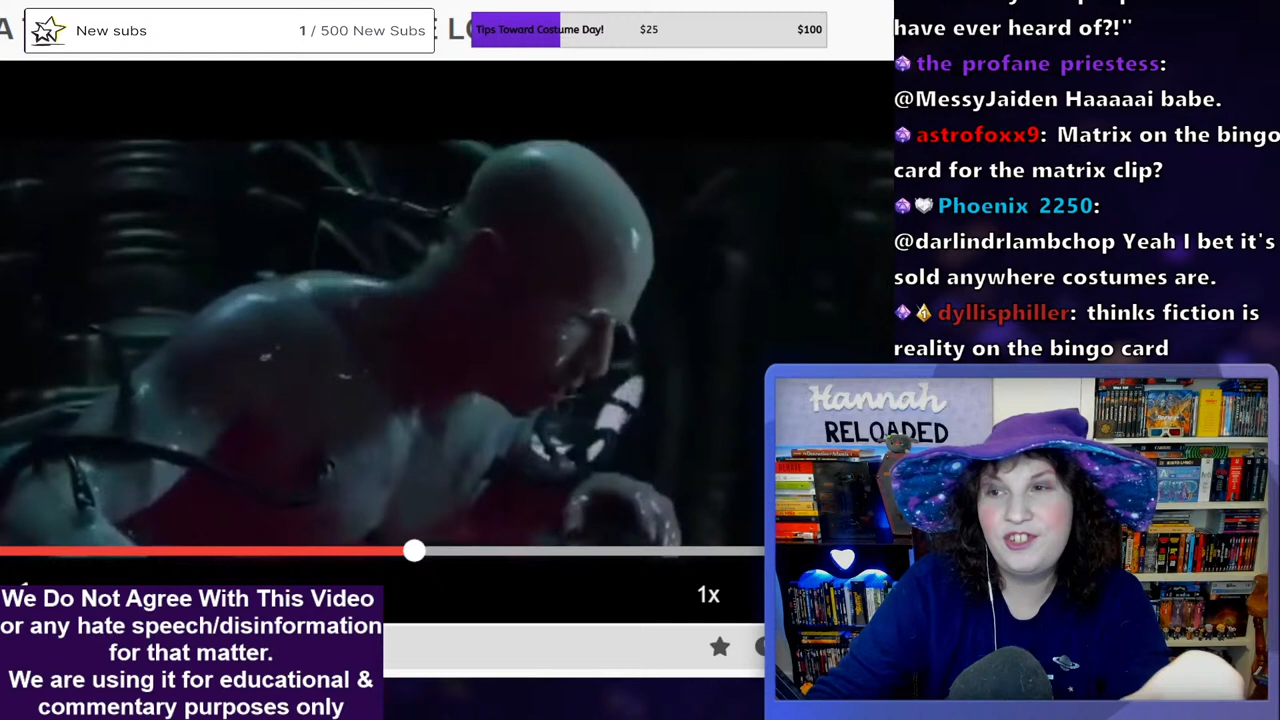 New subs
1 / 500 New Subs
Tips Toward Costume Day!
$25
$100
have ever heard of?!"
the profane priestess:
@MessyJaiden Haaaaai babe.
astrofoxx9: Matrix on the bingo
card for the matrix clip?
Phoenix 2250:
@darlindrlambchop Yeah I bet it's
sold anywhere costumes are.
dyllisphiller: thinks fiction is
reality on the bingo card
Hannah
RELOADED
1x
We Do Not Agree With This Video
or any hate speech/disinformation
for that matter.
We are using it for educational &
commentary purposes only